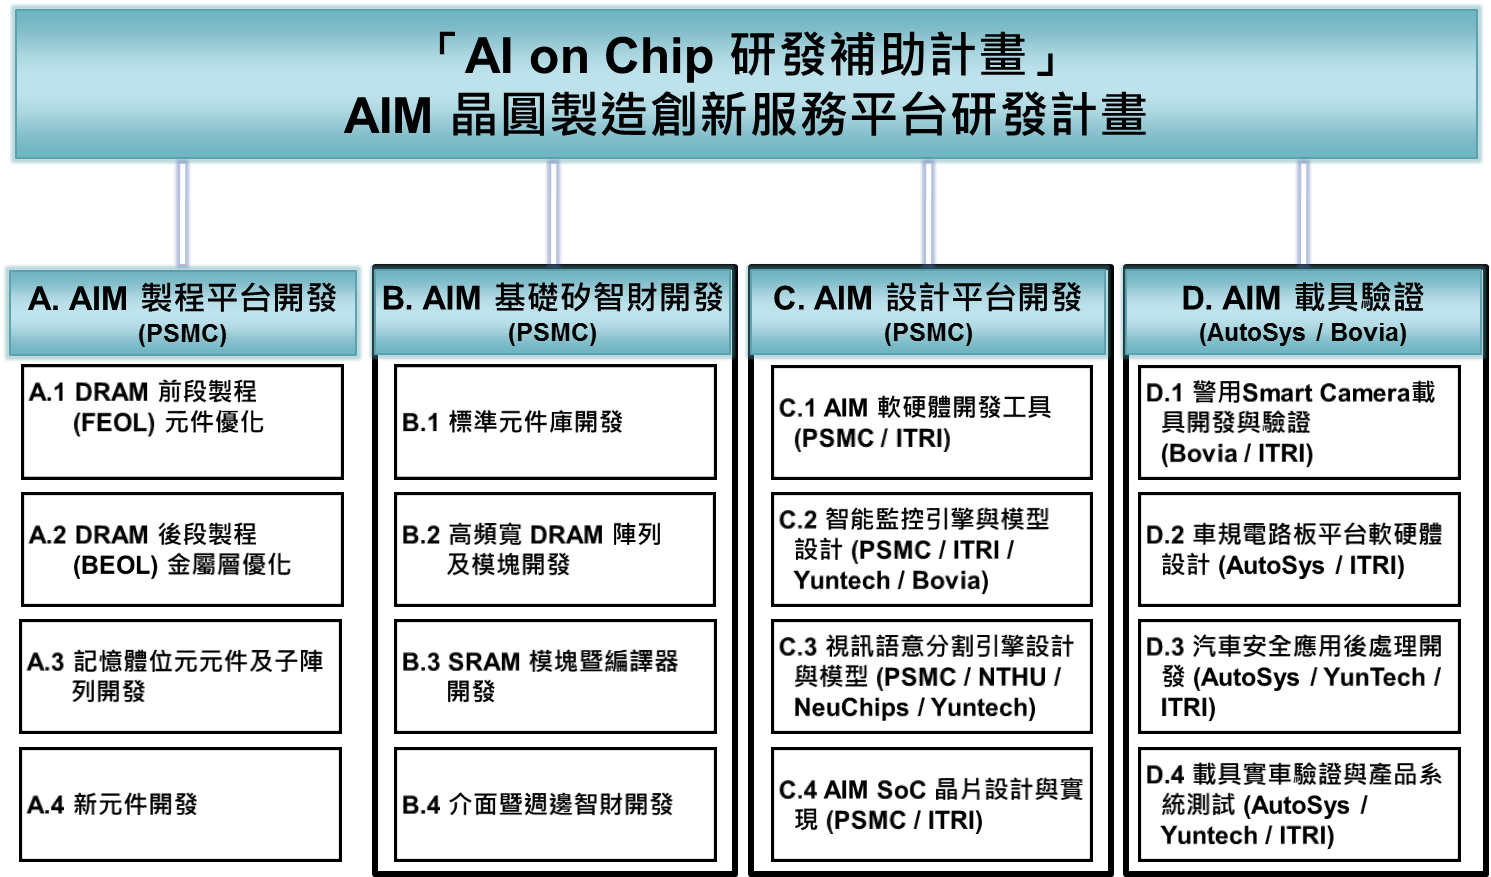 「AI on Chip 研發補助計畫」
AIM 晶圓製造創新服務平台研發計畫
A. AIM 製程平台開發
(PSMC)
A.1 DRAM 前段製程
(FEOL) 元件優化
A.2 DRAM 後段製程
(BEOL) 金屬層優化
A.3 記憶體位元元件及子陣
列開發
A.4 新元件開發
B. AIM 基礎矽智財開發
(PSMC)
B.1 標準元件庫開發
B.2 高頻寬 DRAM 陣列
及模塊開發
B.3 SRAM 模塊暨編譯器
開發
B.4 介面暨週邊智財開發
C. AIM 設計平台開發
(PSMC)
C.1 AIM 軟硬體開發工具
(PSMC / ITRI)
C.2 智能監控引擎與模型
設計 (PSMC / ITRI /
Yuntech / Bovia)
C.3 視訊語意分割引擎設計
與模型 (PSMC / NTHU /
NeuChips / Yuntech)
C.4 AIM SoC 晶片設計與實
現 (PSMC / ITRI)
D. AIM 載具驗證
(AutoSys / Bovia)
D.1 警用Smart Camera載
具開發與驗證
(Bovia / ITRI)
D.2 車規電路板平台軟硬體
設計 (AutoSys / ITRI)
D.3 汽車安全應用後處理開
發 (AutoSys / YunTech /
ITRI)
D.4 載具實車驗證與產品系
統測試 (AutoSys /
Yuntech / ITRI)